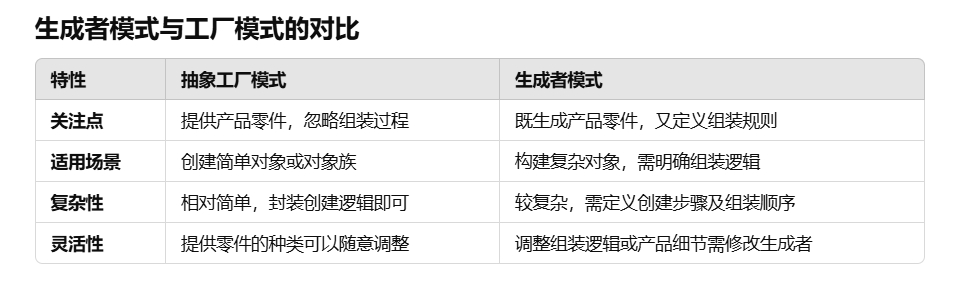 生成者模式与工厂模式的对比
特性 抽象工厂模式 生成者模式
关注点 提供产品零件，忽略组装过程 既生成产品零件，又定义组装规则
适用场景 创建简单对象或对象族 构建复杂对象，需明确组装逻辑
复杂性 相对简单，封装创建逻辑即可 较复杂，需定义创建步骤及组装顺序
灵活性 提供零件的种类可以随意调整 调整组装逻辑或产品细节需修改生成者